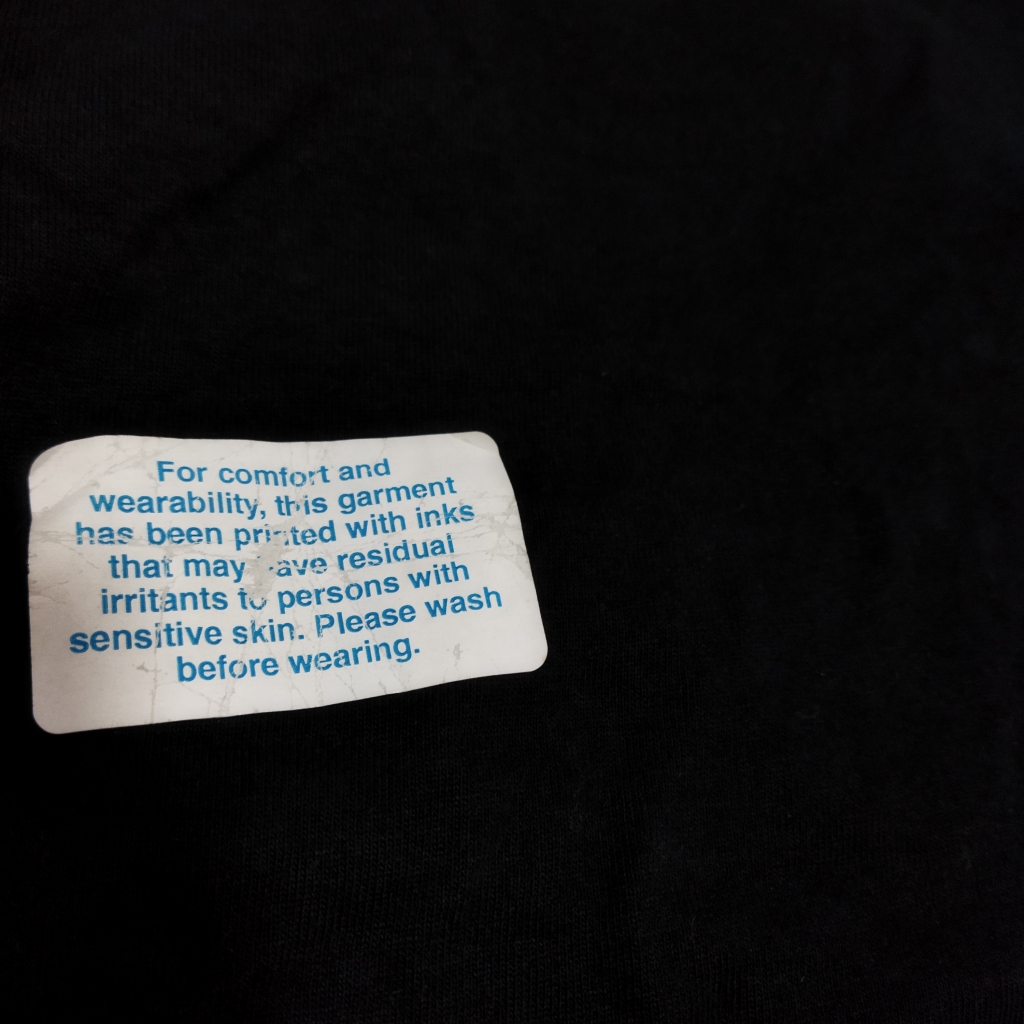 For comfort and
wearability, this garment
has been printed with inks
that may have residual
irritants to persons with
sensitive skin. Please wash
before wearing.